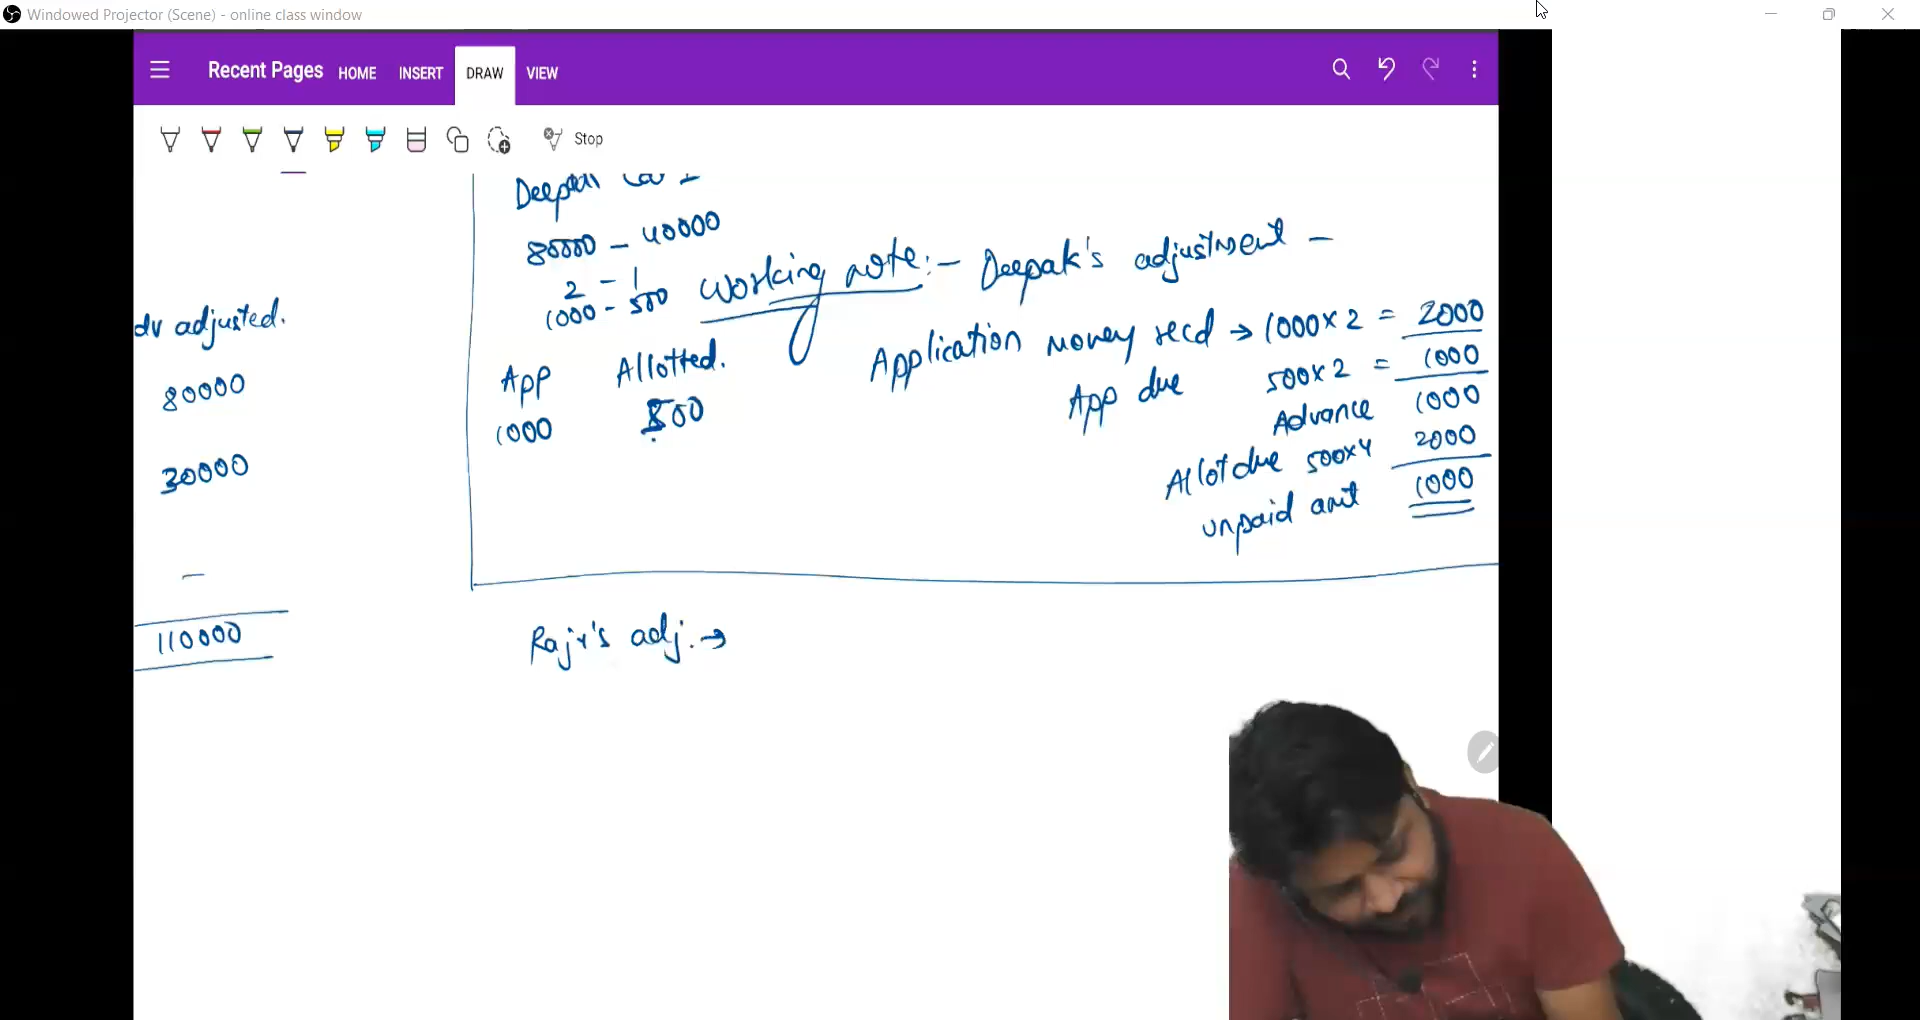 Windowed Projector (Scene) - online class window
Recent Pages HOME INSERT DRAW VIEW
Stop
Deepak
80000 - 40000
2 - 1
1000 - 500
App Allotted.
1000 500
Working note:- Deepak's adjustment -
Application money recd → 1000×2 = 2000
App due 500×2 = 1000
Advance 1000
Allot due 500×4 2000
unpaid amt 1000
dv adjusted.
80000
30000
-
110000
Raju's adj. →